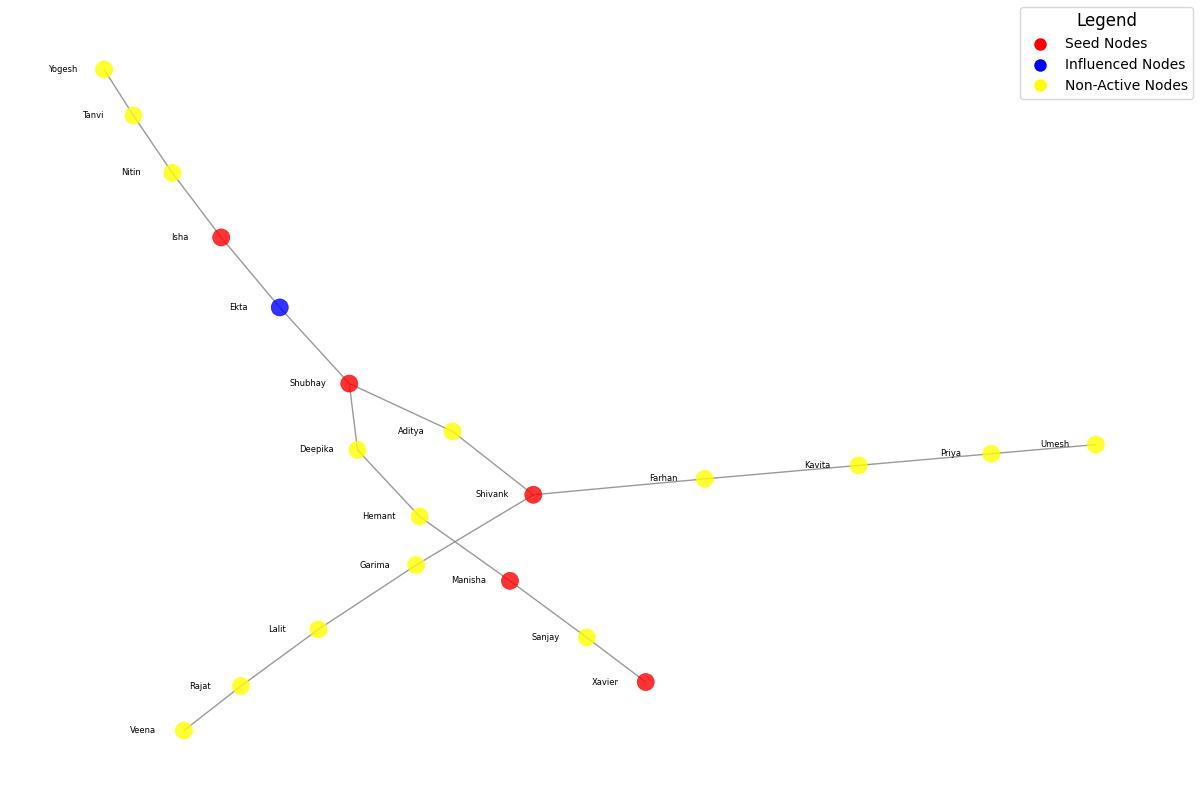 Legend
Seed Nodes
Influenced Nodes
Non-Active Nodes
Yogesh
Tanvi
Nitin
Isha
Ekta
Shubhay
Aditya
Deepika
Umesh
Priya
Kavita
Farhan
Shivank
Hemant
Garima
Manisha
Lalit
Sanjay
Xavier
Rajat
Veena